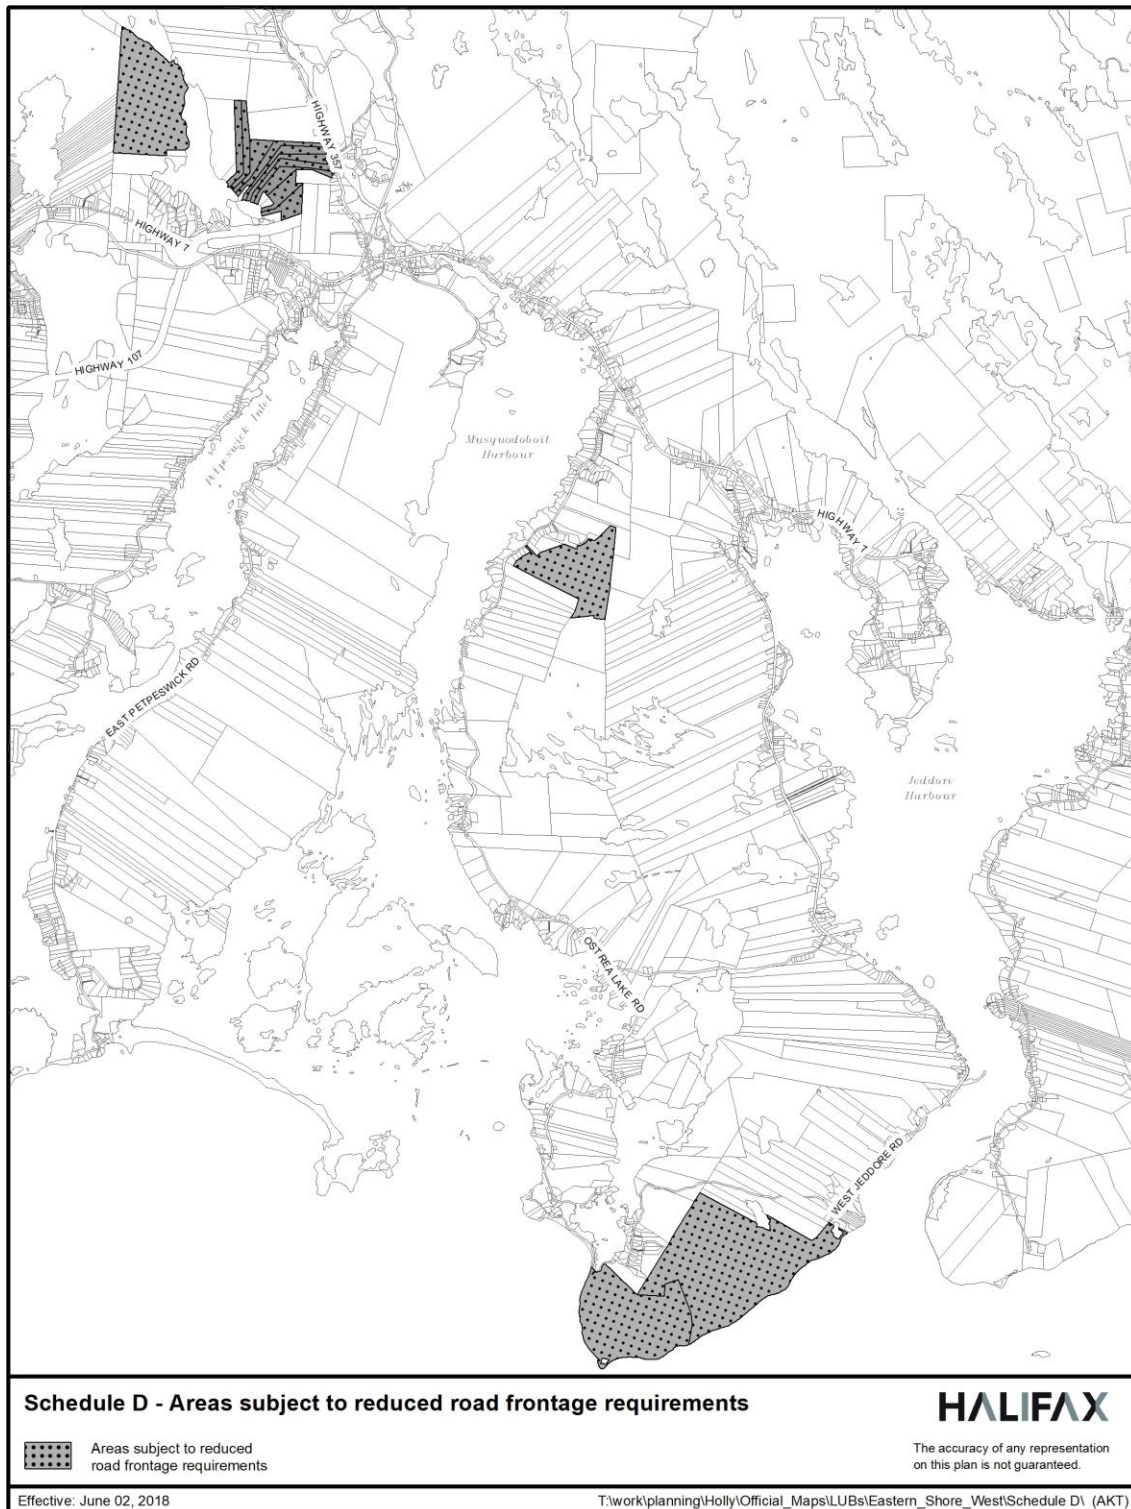 HIGHWAY 357
HIGHWAY 7
HIGHWAY 107
Petpeswick Inlet
Musquodoboit
Harbour
HIGHWAY 7
EAST PETPESWICK RD
Jeddore
Harbour
OSTREA LAKE RD
WEST JEDDORE RD
Schedule D - Areas subject to reduced road frontage requirements
HALIFAX
Areas subject to reduced
road frontage requirements
The accuracy of any representation
on this plan is not guaranteed.
Effective: June 02, 2018
T:\work\planning\Holly\Official_Maps\LUBs\Eastern_Shore_West\Schedule D\ (AKT)